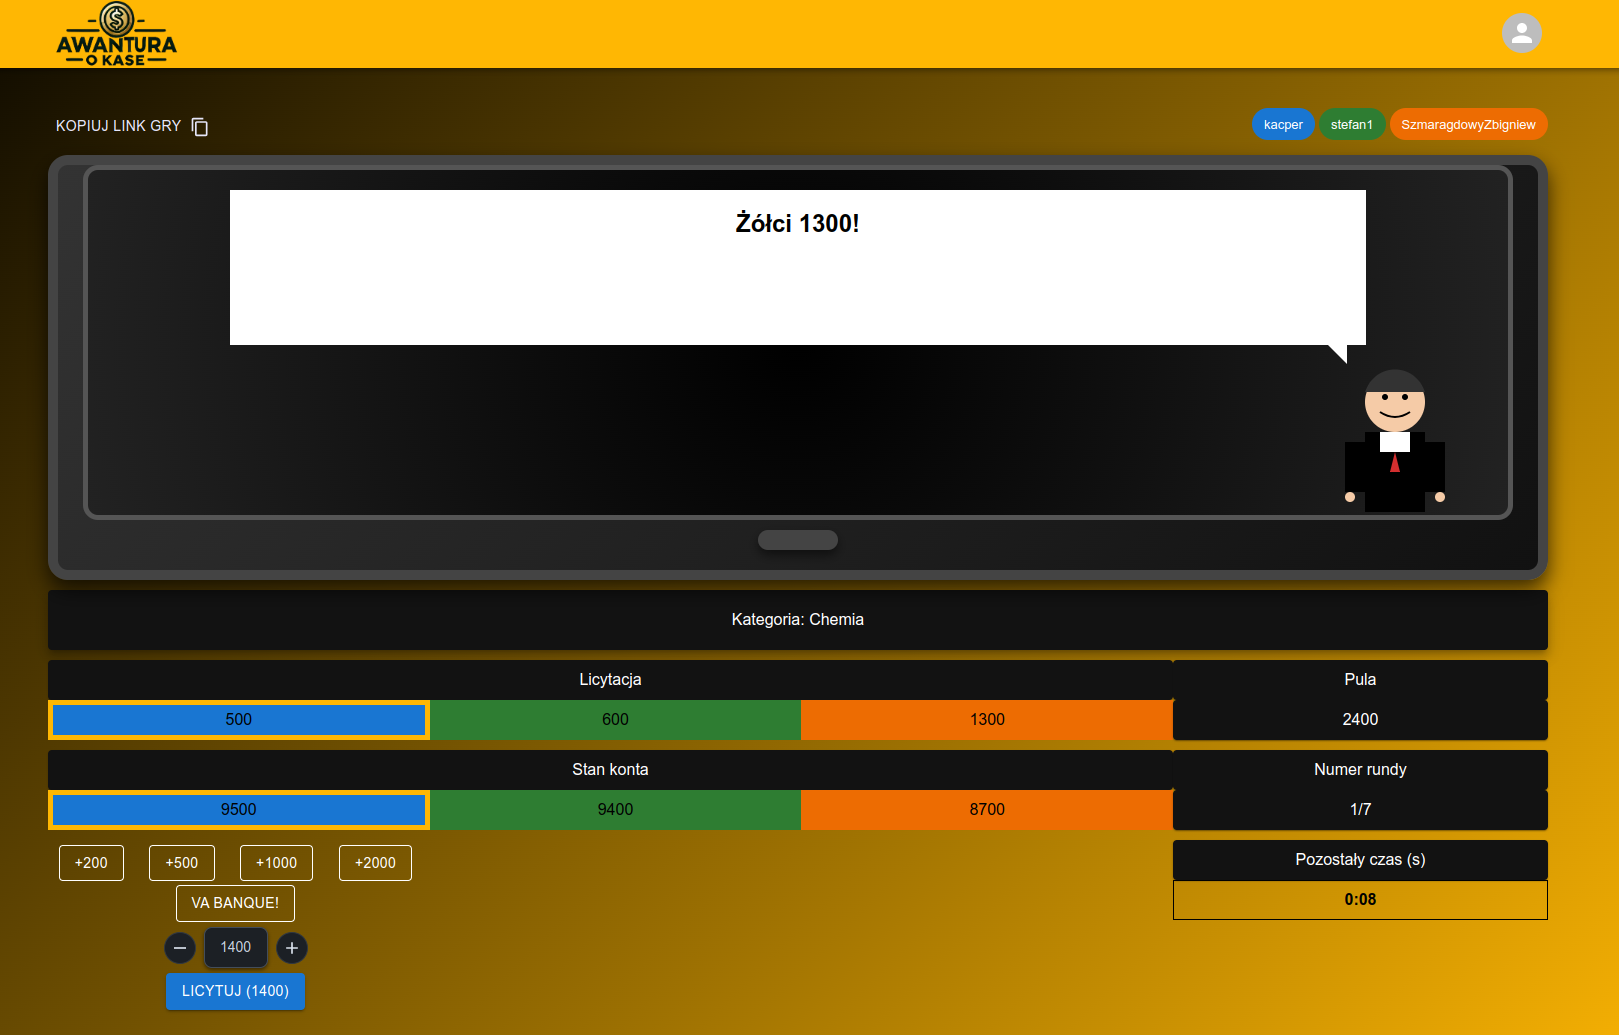 AWANTURA
O KASE
KOPIUJ LINK GRY
kacper
stefan1
SzmaragdowyZbigniew
Żółci 1300!
Kategoria: Chemia
Licytacja
Pula
500
600
1300
2400
Stan konta
Numer rundy
9500
9400
8700
1/7
+200
+500
+1000
+2000
Pozostały czas (s)
0:08
VA BANQUE!
1400
LICYTUJ (1400)